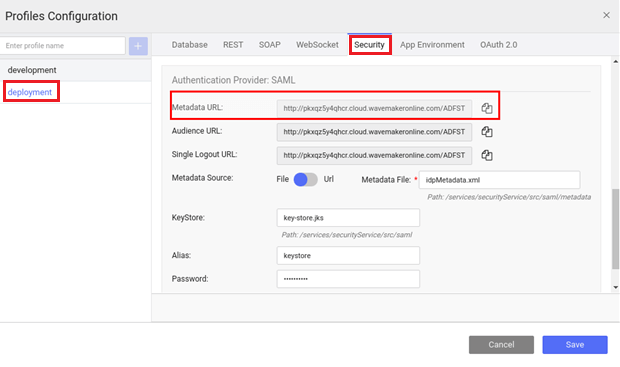 Profiles Configuration
Enter profile name
development
deployment
Database REST SOAP WebSocket Security App Environment OAuth 2.0
Authentication Provider: SAML
Metadata URL: http://pkxqz5y4qhcr.cloud.wavemakeronline.com/ADFST
Audience URL: http://pkxqz5y4qhcr.cloud.wavemakeronline.com/ADFST
Single Logout URL: http://pkxqz5y4qhcr.cloud.wavemakeronline.com/ADFST
Metadata Source: File Url Metadata File: * idpMetadata.xml
Path: /services/securityService/src/saml/metadata
KeyStore: key-store.jks
Path: /services/securityService/src/saml
Alias: keystore
Password: ••••••••••
Cancel Save